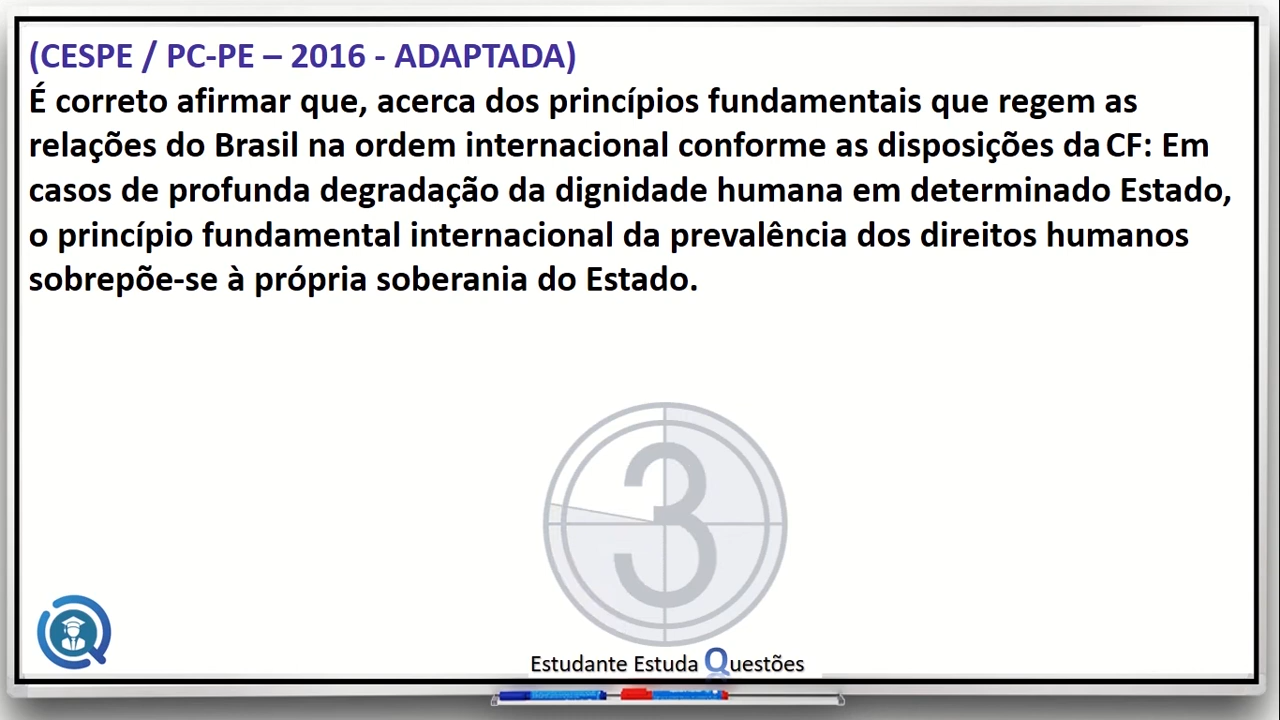 (CESPE / PC-PE – 2016 - ADAPTADA)
É correto afirmar que, acerca dos princípios fundamentais que regem as
relações do Brasil na ordem internacional conforme as disposições da CF: Em
casos de profunda degradação da dignidade humana em determinado Estado,
o princípio fundamental internacional da prevalência dos direitos humanos
sobrepõe-se à própria soberania do Estado.
3
Estudante Estuda Questões